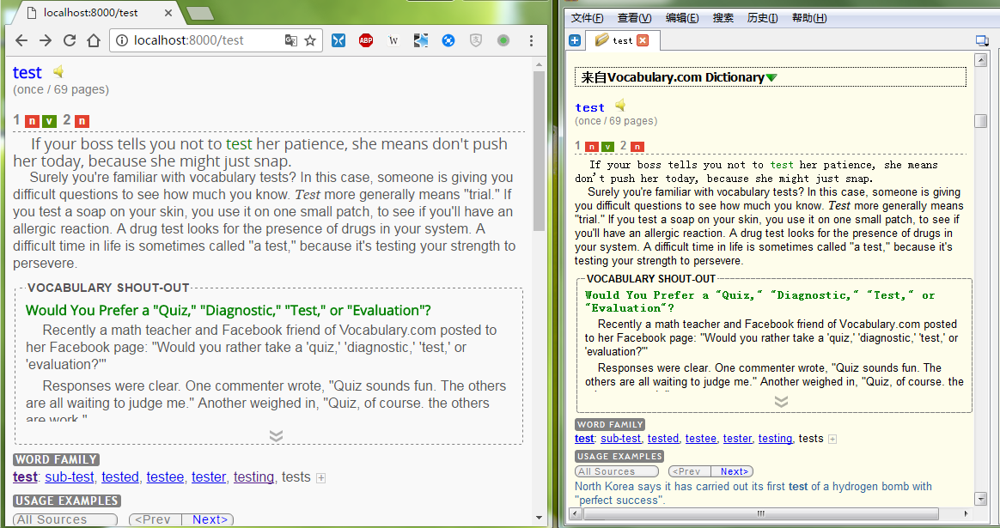 localhost:8000/test
localhost:8000/test
ABP
W
test
(once / 69 pages)
1 n v 2 n
If your boss tells you not to test her patience, she means don't push
her today, because she might just snap.
Surely you're familiar with vocabulary tests? In this case, someone is giving you
difficult questions to see how much you know. Test more generally means "trial." If
you test a soap on your skin, you use it on one small patch, to see if you'll have an
allergic reaction. A drug test looks for the presence of drugs in your system. A
difficult time in life is sometimes called "a test," because it's testing your strength to
persevere.
VOCABULARY SHOUT-OUT
Would You Prefer a "Quiz," "Diagnostic," "Test," or "Evaluation"?
Recently a math teacher and Facebook friend of Vocabulary.com posted to
her Facebook page: "Would you rather take a 'quiz,' 'diagnostic,' 'test,' or
'evaluation?'"
Responses were clear. One commenter wrote, "Quiz sounds fun. The others
are all waiting to judge me." Another weighed in, "Quiz, of course. the others
are work."
WORD FAMILY
test: sub-test, tested, testee, tester, testing, tests
USAGE EXAMPLES
All Sources <Prev Next>
文件(F) 查看(V) 编辑(E) 搜索 历史(I) 帮助(H)
test
来自Vocabulary.com Dictionary
test
(once / 69 pages)
1 n v 2 n
If your boss tells you not to test her patience, she means
don't push her today, because she might just snap.
Surely you're familiar with vocabulary tests? In this case, someone is giving
you difficult questions to see how much you know. Test more generally means
"trial." If you test a soap on your skin, you use it on one small patch, to see if
you'll have an allergic reaction. A drug test looks for the presence of drugs in
your system. A difficult time in life is sometimes called "a test," because it's
testing your strength to persevere.
VOCABULARY SHOUT-OUT
Would You Prefer a "Quiz," "Diagnostic," "Test," or
"Evaluation"?
Recently a math teacher and Facebook friend of Vocabulary.com posted
to her Facebook page: "Would you rather take a 'quiz,' 'diagnostic,' 'test,' or
'evaluation?'"
Responses were clear. One commenter wrote, "Quiz sounds fun. The
others are all waiting to judge me." Another weighed in, "Quiz, of course. the
WORD FAMILY
test: sub-test, tested, testee, tester, testing, tests
USAGE EXAMPLES
All Sources <Prev Next>
North Korea says it has carried out its first test of a hydrogen bomb with
"perfect success".